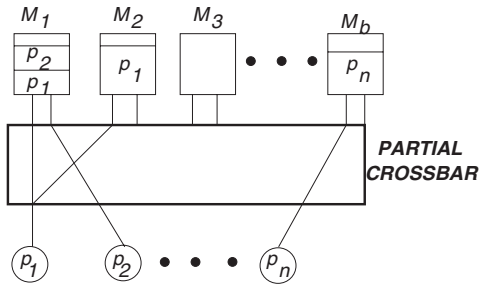 M1 M2 M3 Mb
p2
p1 p1 pn
PARTIAL
CROSSBAR
p1 p2 pn